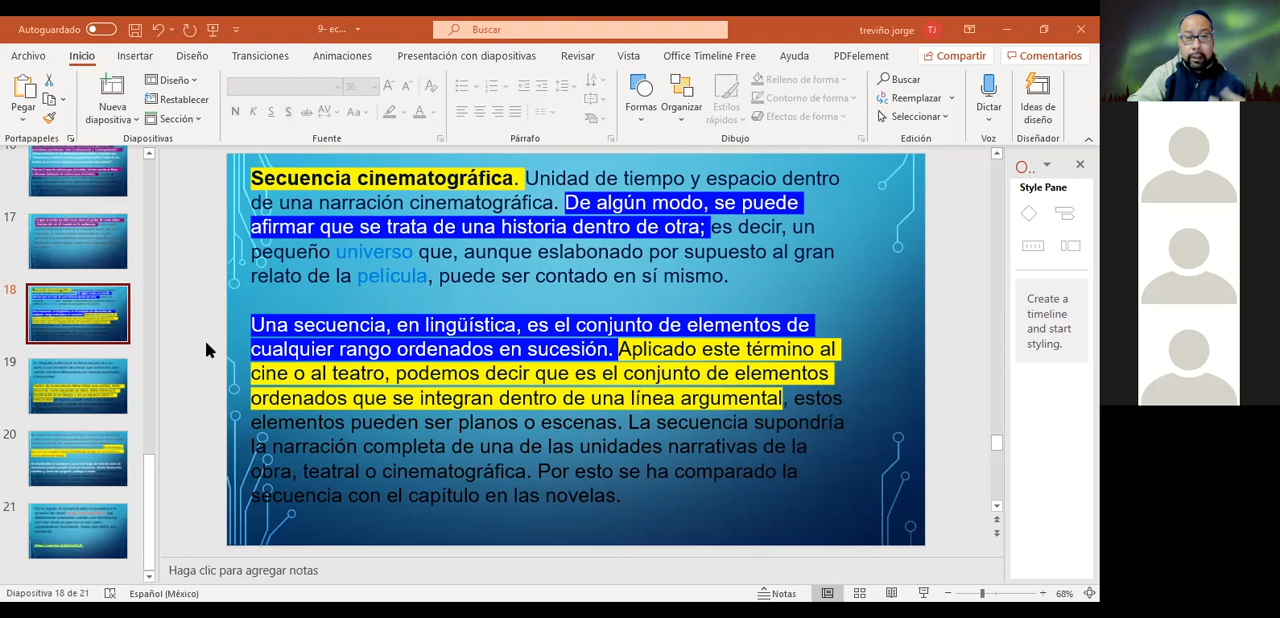 Autoguardado
9- ec...
Buscar
treviño jorge
TJ
Archivo Inicio Insertar Diseño Transiciones Animaciones Presentación con diapositivas Revisar Vista Office Timeline Free Ayuda PDFelement Compartir Comentarios
Pegar
Nueva diapositiva
Diseño
Restablecer
Sección
36
N K S S ab AV Aa
Formas Organizar Estilos rápidos
Relleno de forma
Contorno de forma
Efectos de forma
Buscar
Reemplazar
Seleccionar
Dictar
Ideas de diseño
Portapapeles Diapositivas Fuente Párrafo Dibujo Edición Voz Diseñador
17
18
19
20
21
Secuencia cinematográfica. Unidad de tiempo y espacio dentro
de una narración cinematográfica. De algún modo, se puede
afirmar que se trata de una historia dentro de otra; es decir, un
pequeño universo que, aunque eslabonado por supuesto al gran
relato de la película, puede ser contado en sí mismo.
Una secuencia, en lingüística, es el conjunto de elementos de
cualquier rango ordenados en sucesión. Aplicado este término al
cine o al teatro, podemos decir que es el conjunto de elementos
ordenados que se integran dentro de una línea argumental, estos
elementos pueden ser planos o escenas. La secuencia supondría
la narración completa de una de las unidades narrativas de la
obra, teatral o cinematográfica. Por esto se ha comparado la
secuencia con el capítulo en las novelas.
O..
Style Pane
Create a
timeline
and start
styling.
Haga clic para agregar notas
Diapositiva 18 de 21 Español (México) Notas 68%